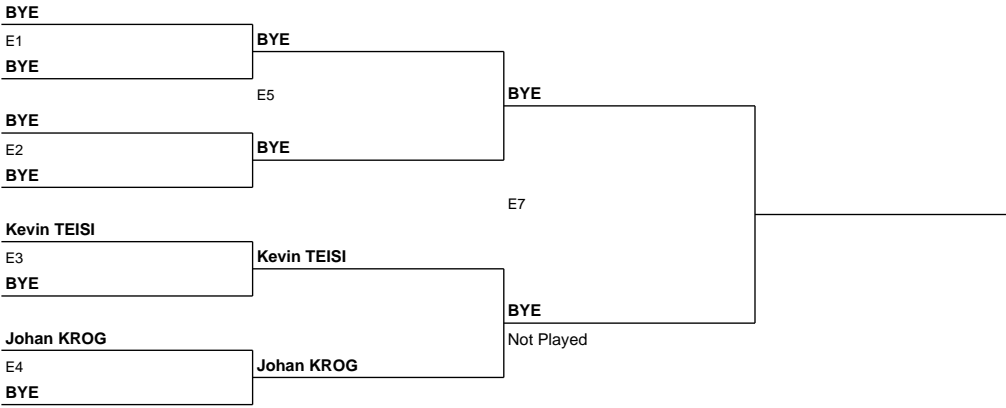 BYE
E1
BYE
BYE
E5
BYE
BYE
E2
BYE
BYE
E7
Kevin TEISI
E3
Kevin TEISI
BYE
BYE
Not Played
Johan KROG
E4
Johan KROG
BYE